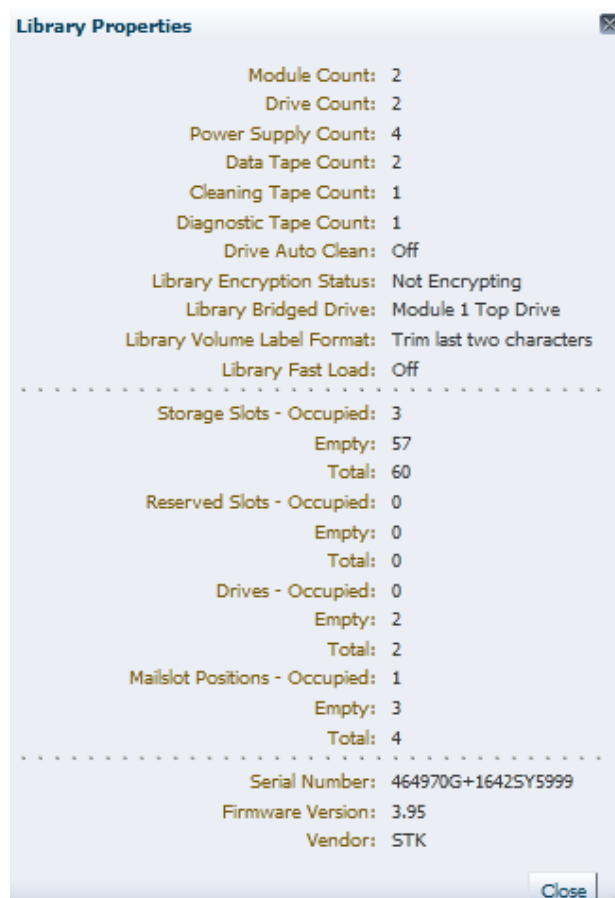 Library Properties
Module Count: 2
Drive Count: 2
Power Supply Count: 4
Data Tape Count: 2
Cleaning Tape Count: 1
Diagnostic Tape Count: 1
Drive Auto Clean: Off
Library Encryption Status: Not Encrypting
Library Bridged Drive: Module 1 Top Drive
Library Volume Label Format: Trim last two characters
Library Fast Load: Off
Storage Slots - Occupied: 3
Empty: 57
Total: 60
Reserved Slots - Occupied: 0
Empty: 0
Total: 0
Drives - Occupied: 0
Empty: 2
Total: 2
Mailslot Positions - Occupied: 1
Empty: 3
Total: 4
Serial Number: 464970G+1642SY5999
Firmware Version: 3.95
Vendor: STK
Close